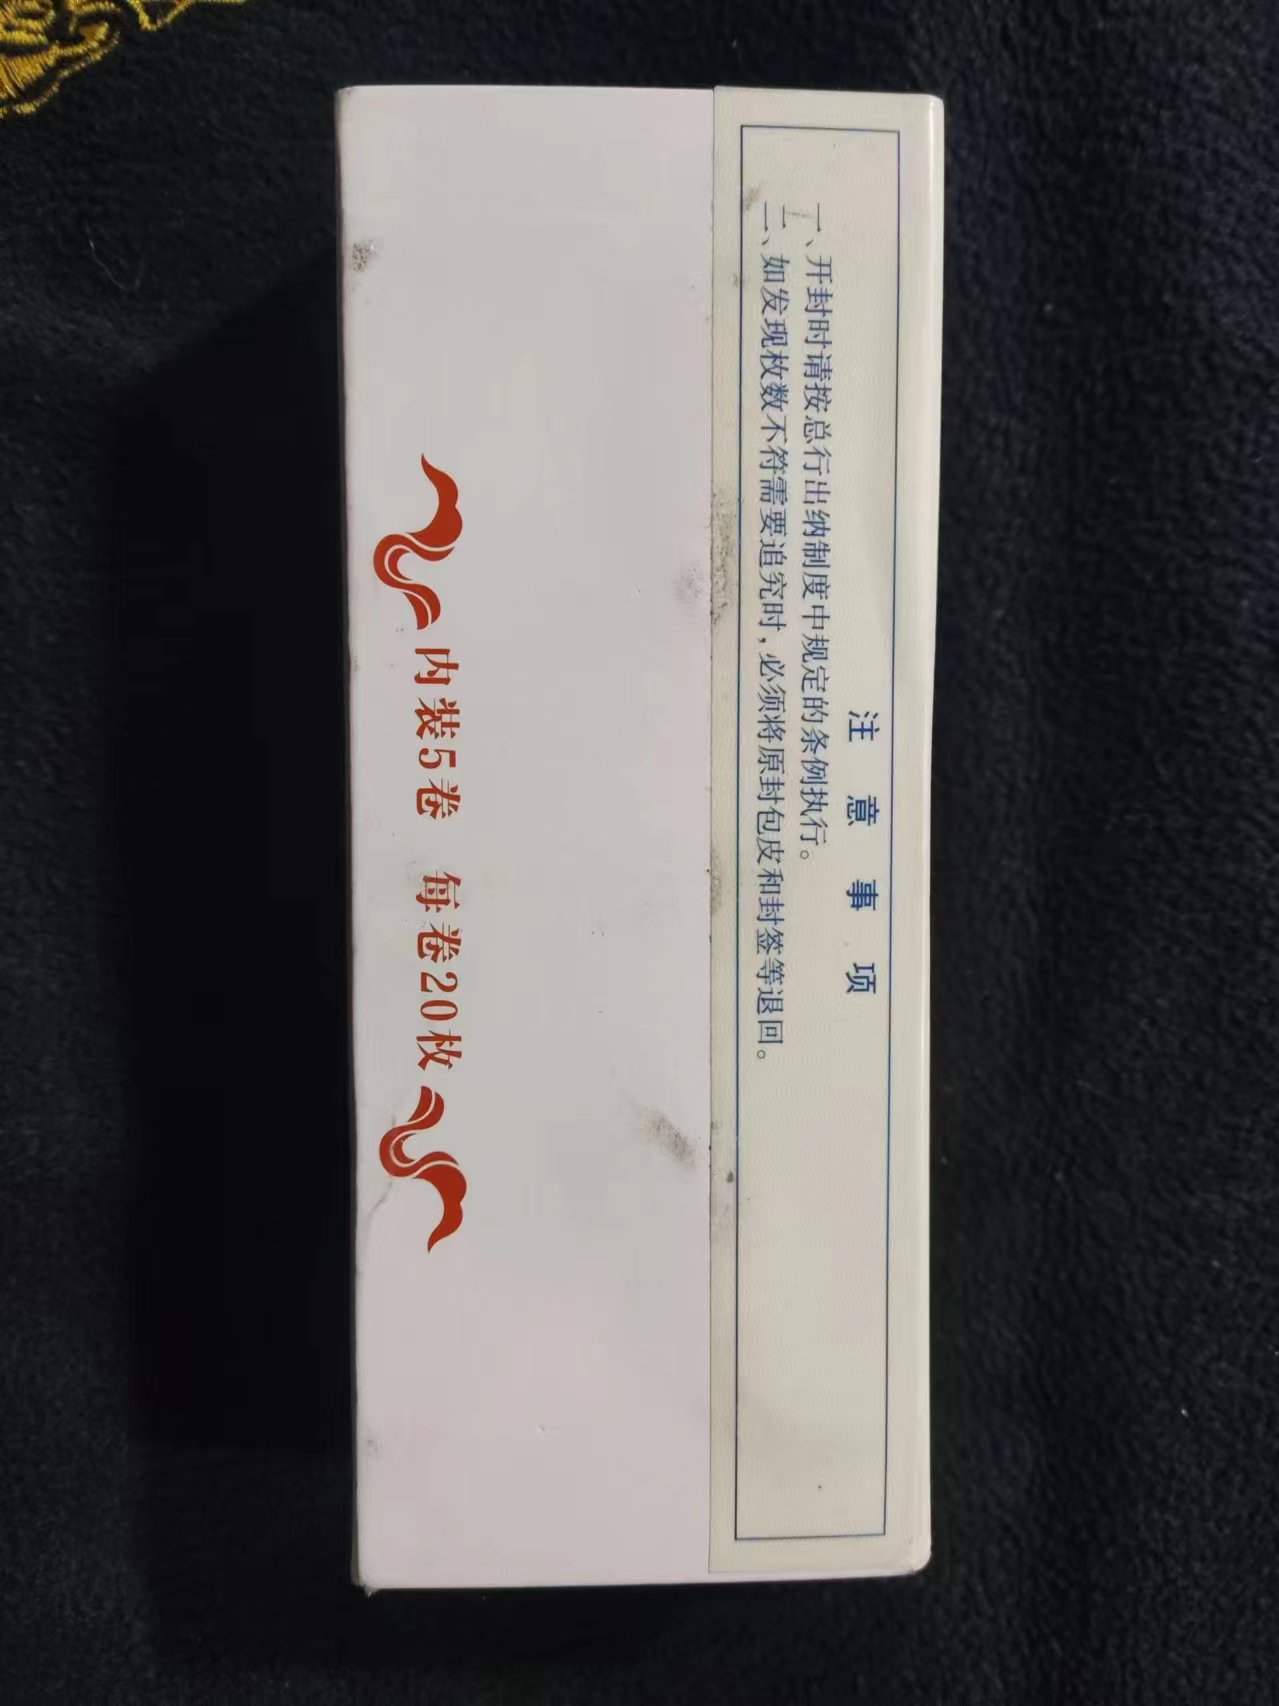 注意事项
一、开封时请按总行出纳制度中规定的条例执行。
二、如发现枚数不符需要追究时，必须将原封包皮和封签等退回。
内装5卷 每卷20枚